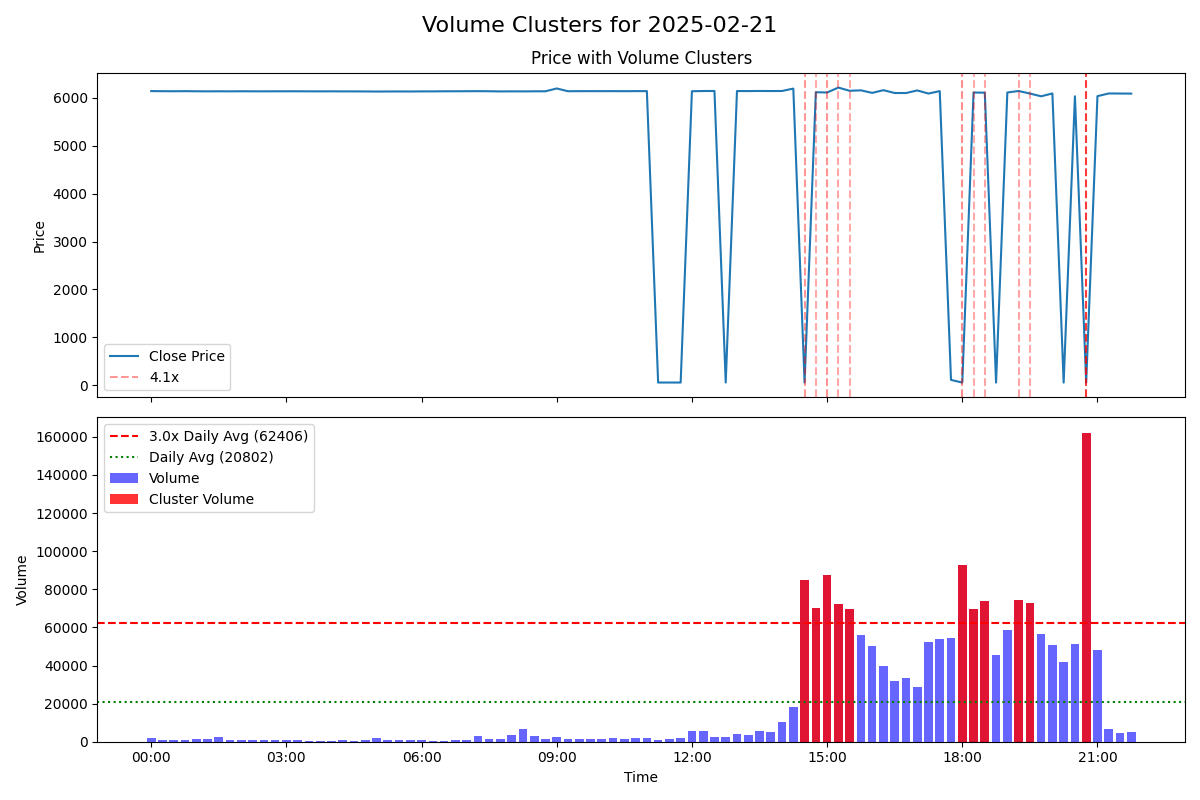 Volume Clusters for 2025-02-21
Price with Volume Clusters
Price
6000
5000
4000
3000
2000
1000
0
Close Price
4.1x
Volume
160000
140000
120000
100000
80000
60000
40000
20000
0
3.0x Daily Avg (62406)
Daily Avg (20802)
Volume
Cluster Volume
00:00 03:00 06:00 09:00 12:00 15:00 18:00 21:00
Time